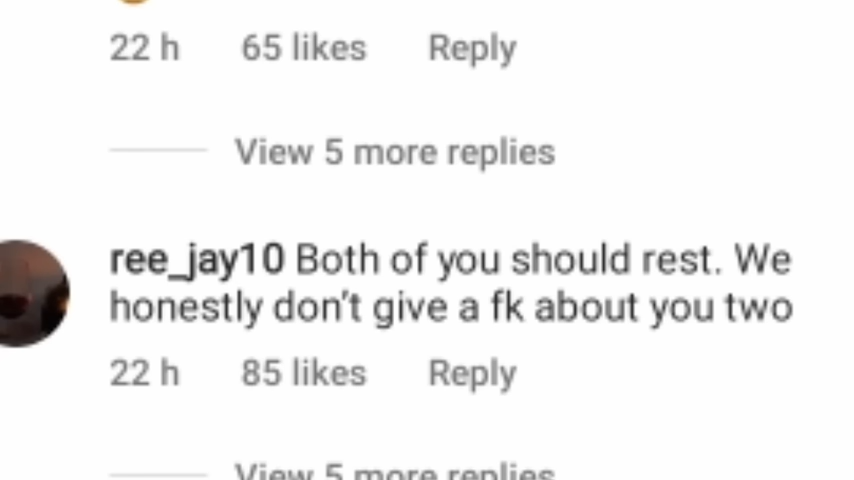 22 h 65 likes Reply
View 5 more replies
ree_jay10 Both of you should rest. We
honestly don't give a fk about you two
22 h 85 likes Reply
View 5 more replies